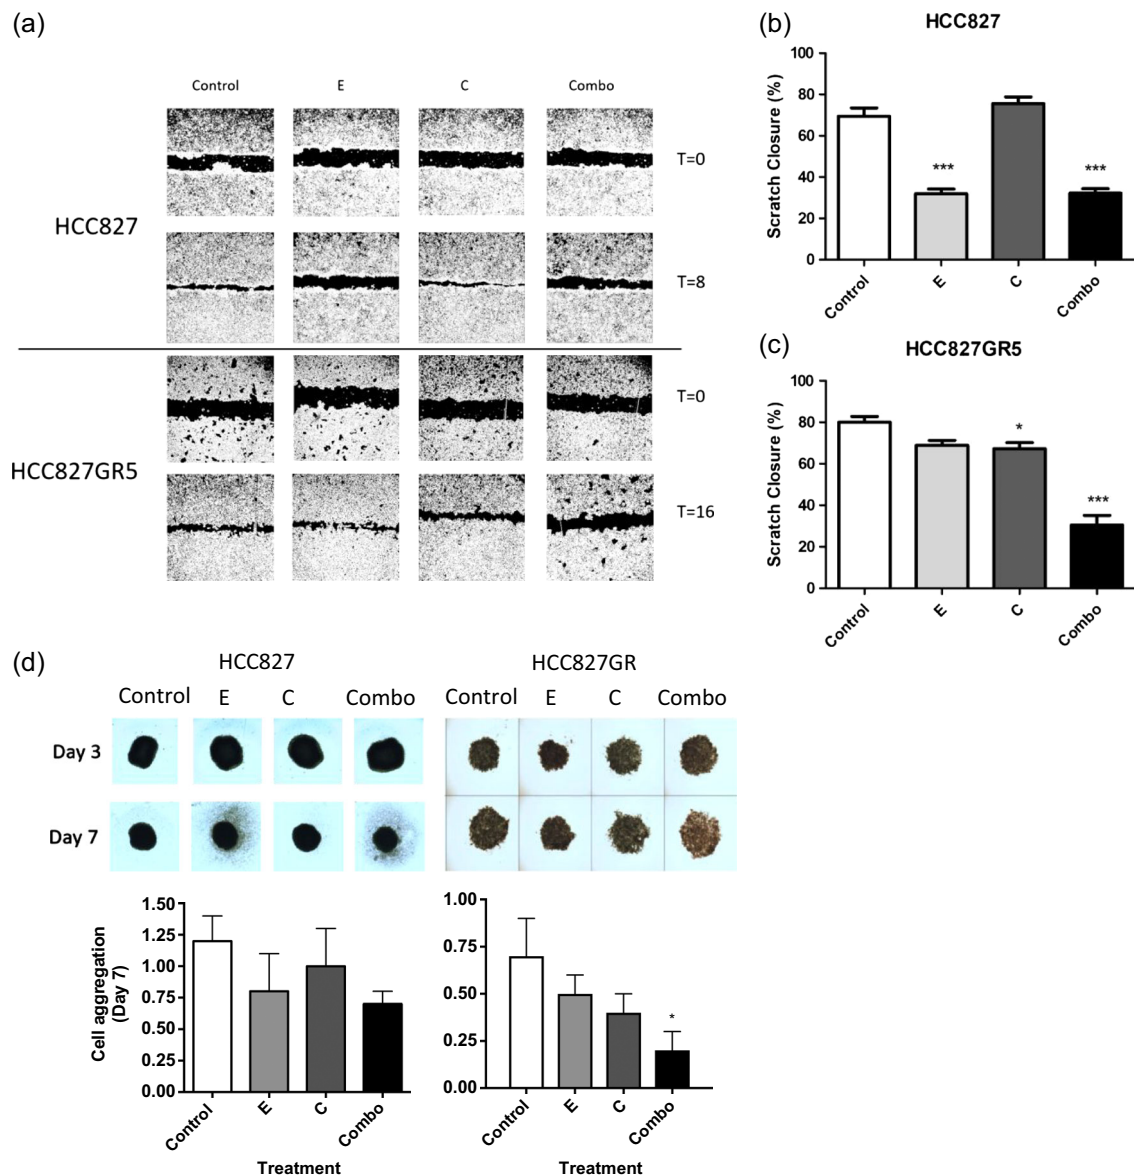 (a)
Control E C Combo
HCC827
T=0
T=8
HCC827GR5
T=0
T=16
(b)
HCC827
Scratch Closure (%)
100
80
60
40
20
0
***
***
Control E C Combo
(c)
HCC827GR5
Scratch Closure (%)
100
80
60
40
20
0
*
***
Control E C Combo
(d)
HCC827
Control E C Combo
HCC827GR
Control E C Combo
Day 3
Day 7
Cell aggregation
(Day 7)
1.50
1.25
1.00
0.75
0.50
0.25
0.00
Control E C Combo
Treatment
1.00
0.75
0.50
0.25
0.00
*
Control E C Combo
Treatment